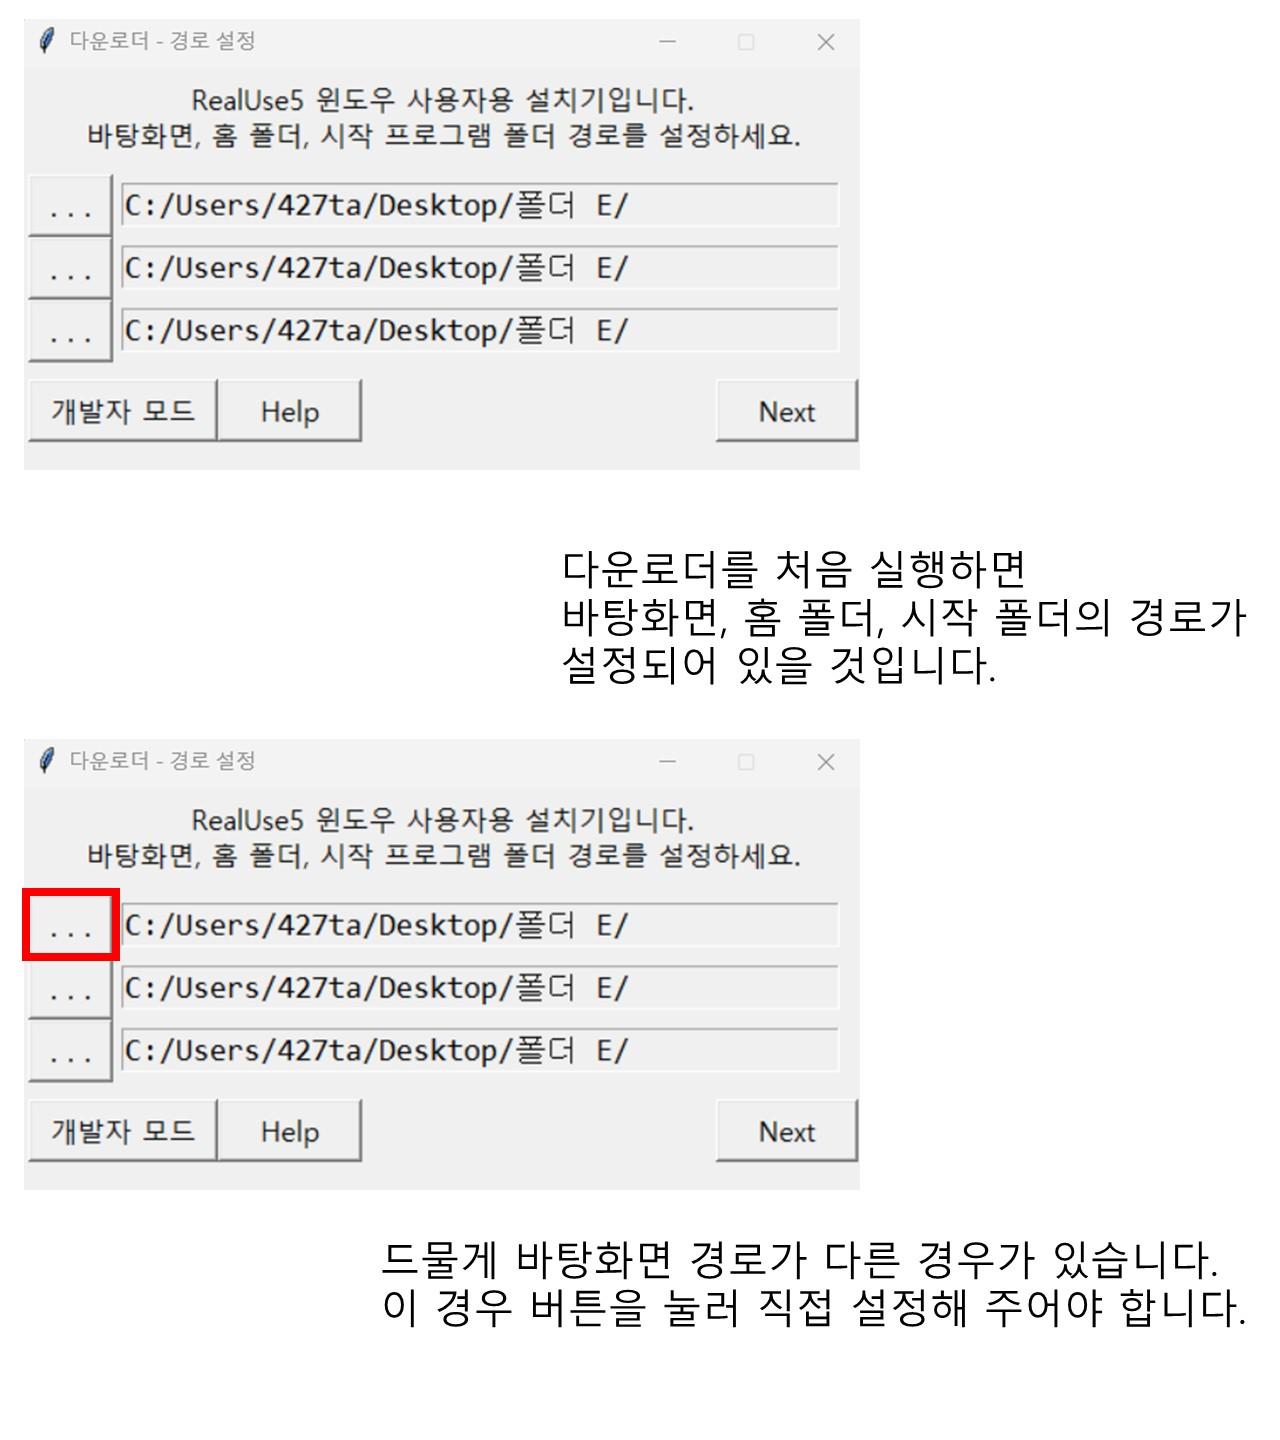 다운로더 - 경로 설정
RealUse5 윈도우 사용자용 설치기입니다.
바탕화면, 홈 폴더, 시작 프로그램 폴더 경로를 설정하세요.
... C:/Users/427ta/Desktop/폴더 E/
... C:/Users/427ta/Desktop/폴더 E/
... C:/Users/427ta/Desktop/폴더 E/
개발자 모드 Help Next
다운로더를 처음 실행하면
바탕화면, 홈 폴더, 시작 폴더의 경로가
설정되어 있을 것입니다.
다운로더 - 경로 설정
RealUse5 윈도우 사용자용 설치기입니다.
바탕화면, 홈 폴더, 시작 프로그램 폴더 경로를 설정하세요.
... C:/Users/427ta/Desktop/폴더 E/
... C:/Users/427ta/Desktop/폴더 E/
... C:/Users/427ta/Desktop/폴더 E/
개발자 모드 Help Next
드물게 바탕화면 경로가 다른 경우가 있습니다.
이 경우 버튼을 눌러 직접 설정해 주어야 합니다.